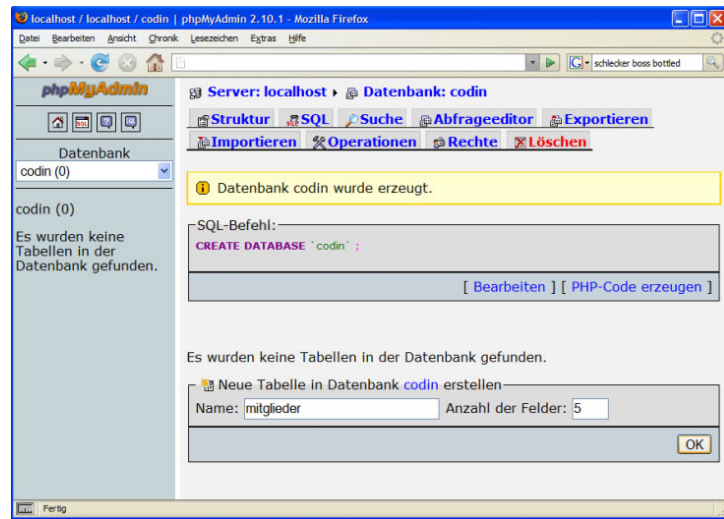 localhost / localhost / codin | phpMyAdmin 2.10.1 - Mozilla Firefox
Datei Bearbeiten Ansicht Chronik Lesezeichen Extras Hilfe
schlecker boss bottled
phpMyAdmin
SQL
Datenbank
codin (0)
codin (0)
Es wurden keine
Tabellen in der
Datenbank gefunden.
Server: localhost Datenbank: codin
Struktur SQL Suche Abfrageeditor Exportieren
Importieren Operationen Rechte Löschen
Datenbank codin wurde erzeugt.
SQL-Befehl:
CREATE DATABASE `codin` ;
[ Bearbeiten ] [ PHP-Code erzeugen ]
Es wurden keine Tabellen in der Datenbank gefunden.
Neue Tabelle in Datenbank codin erstellen
Name: mitglieder Anzahl der Felder: 5
OK
Fertig